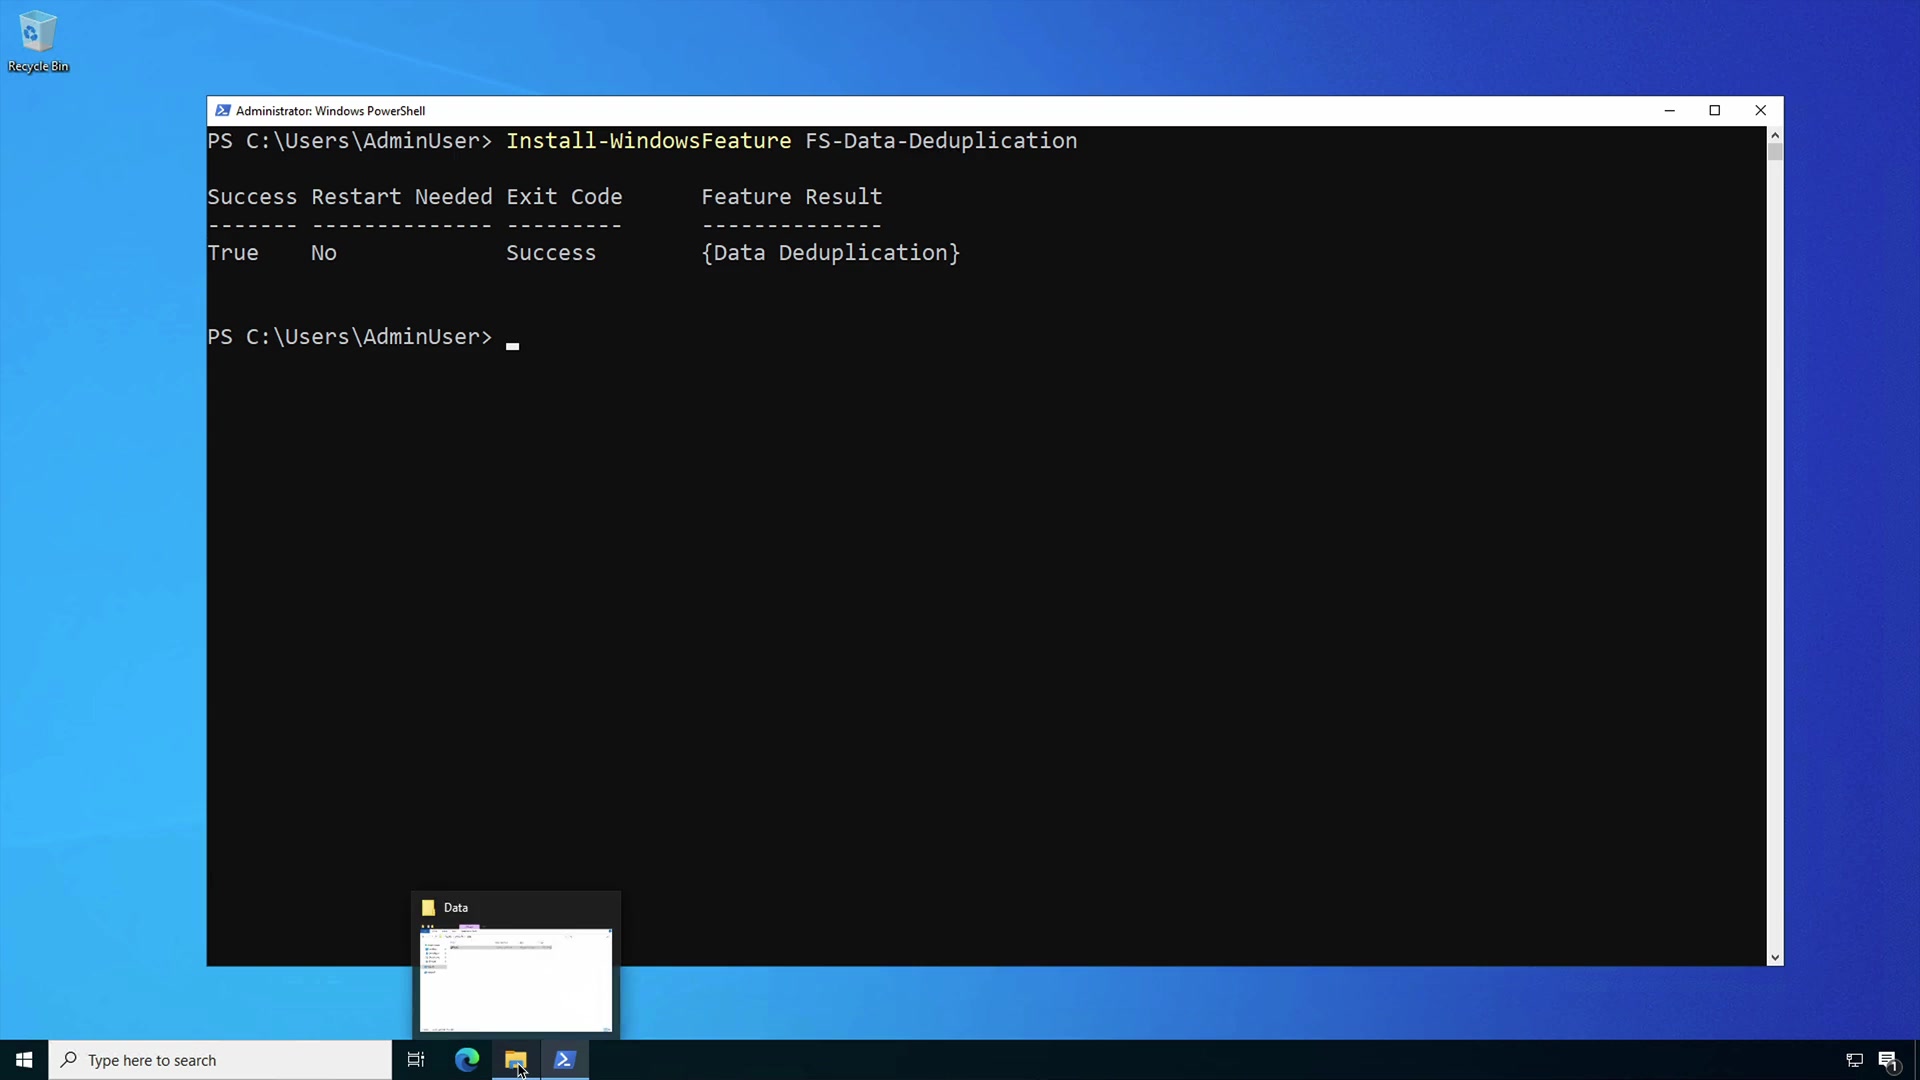 Recycle Bin
Administrator: Windows PowerShell
PS C:\Users\AdminUser> Install-WindowsFeature FS-Data-Deduplication
Success Restart Needed Exit Code      Feature Result
------- -------------- ---------      --------------
True    No             Success        {Data Deduplication}
PS C:\Users\AdminUser>
Data
Type here to search
1